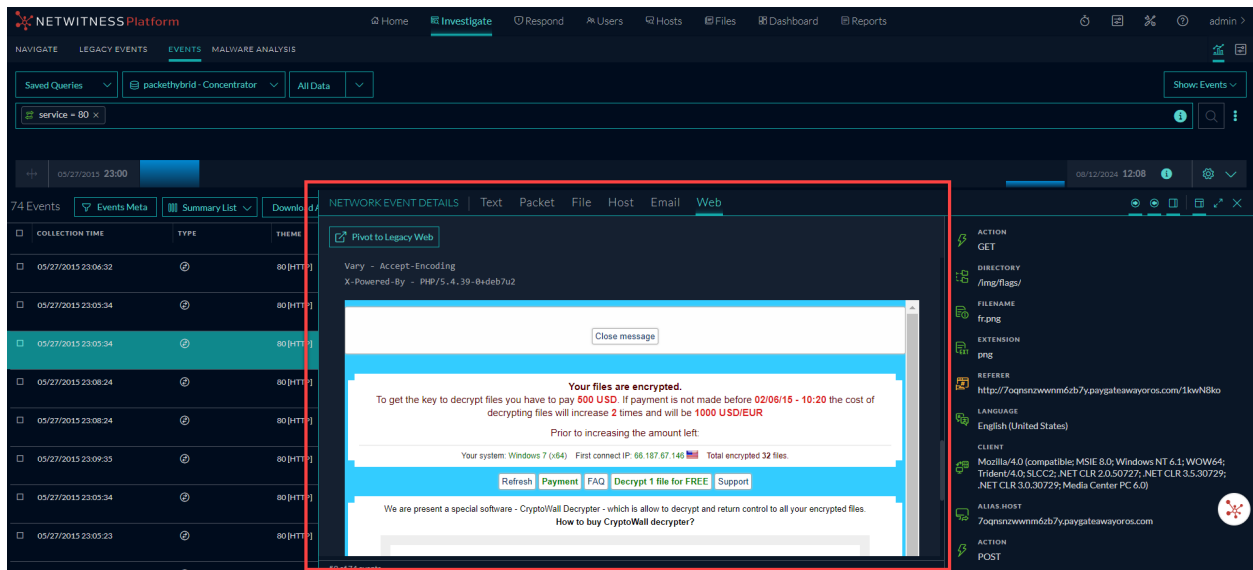 NETWITNESS Platform
Home
Investigate
Respond
Users
Hosts
Files
Dashboard
Reports
admin >
NAVIGATE
LEGACY EVENTS
EVENTS
MALWARE ANALYSIS
Saved Queries
packethybrid - Concentrator
All Data
Show: Events
service = 80 ×
05/27/2015 23:00
08/12/2024 12:08
74 Events
Events Meta
Summary List
Download A
COLLECTION TIME
TYPE
THEME
05/27/2015 23:06:32
80 [HTTP]
05/27/2015 23:05:34
80 [HTTP]
05/27/2015 23:05:34
80 [HTTP]
05/27/2015 23:08:24
80 [HTTP]
05/27/2015 23:08:24
80 [HTTP]
05/27/2015 23:09:35
80 [HTTP]
05/27/2015 23:05:34
80 [HTTP]
05/27/2015 23:05:23
80 [HTTP]
NETWORK EVENT DETAILS
Text
Packet
File
Host
Email
Web
Pivot to Legacy Web
Vary - Accept-Encoding
X-Powered-By - PHP/5.4.39-0+deb7u2
Close message
Your files are encrypted.
To get the key to decrypt files you have to pay 500 USD. If payment is not made before 02/06/15 - 10:20 the cost of
decrypting files will increase 2 times and will be 1000 USD/EUR
Prior to increasing the amount left:
Your system: Windows 7 (x64) First connect IP: 66.187.67.146 Total encrypted 32 files.
Refresh
Payment
FAQ
Decrypt 1 file for FREE
Support
We are present a special software - CryptoWall Decrypter - which is allow to decrypt and return control to all your encrypted files.
How to buy CryptoWall decrypter?
ACTION
GET
DIRECTORY
/img/flags/
FILENAME
fr.png
EXTENSION
png
REFERER
http://7oqnsnzwwnm6zb7y.paygateawayoros.com/1kwN8ko
LANGUAGE
English (United States)
CLIENT
Mozilla/4.0 (compatible; MSIE 8.0; Windows NT 6.1; WOW64;
Trident/4.0; SLCC2; .NET CLR 2.0.50727; .NET CLR 3.5.30729;
.NET CLR 3.0.30729; Media Center PC 6.0)
ALIAS.HOST
7oqnsnzwwnm6zb7y.paygateawayoros.com
ACTION
POST